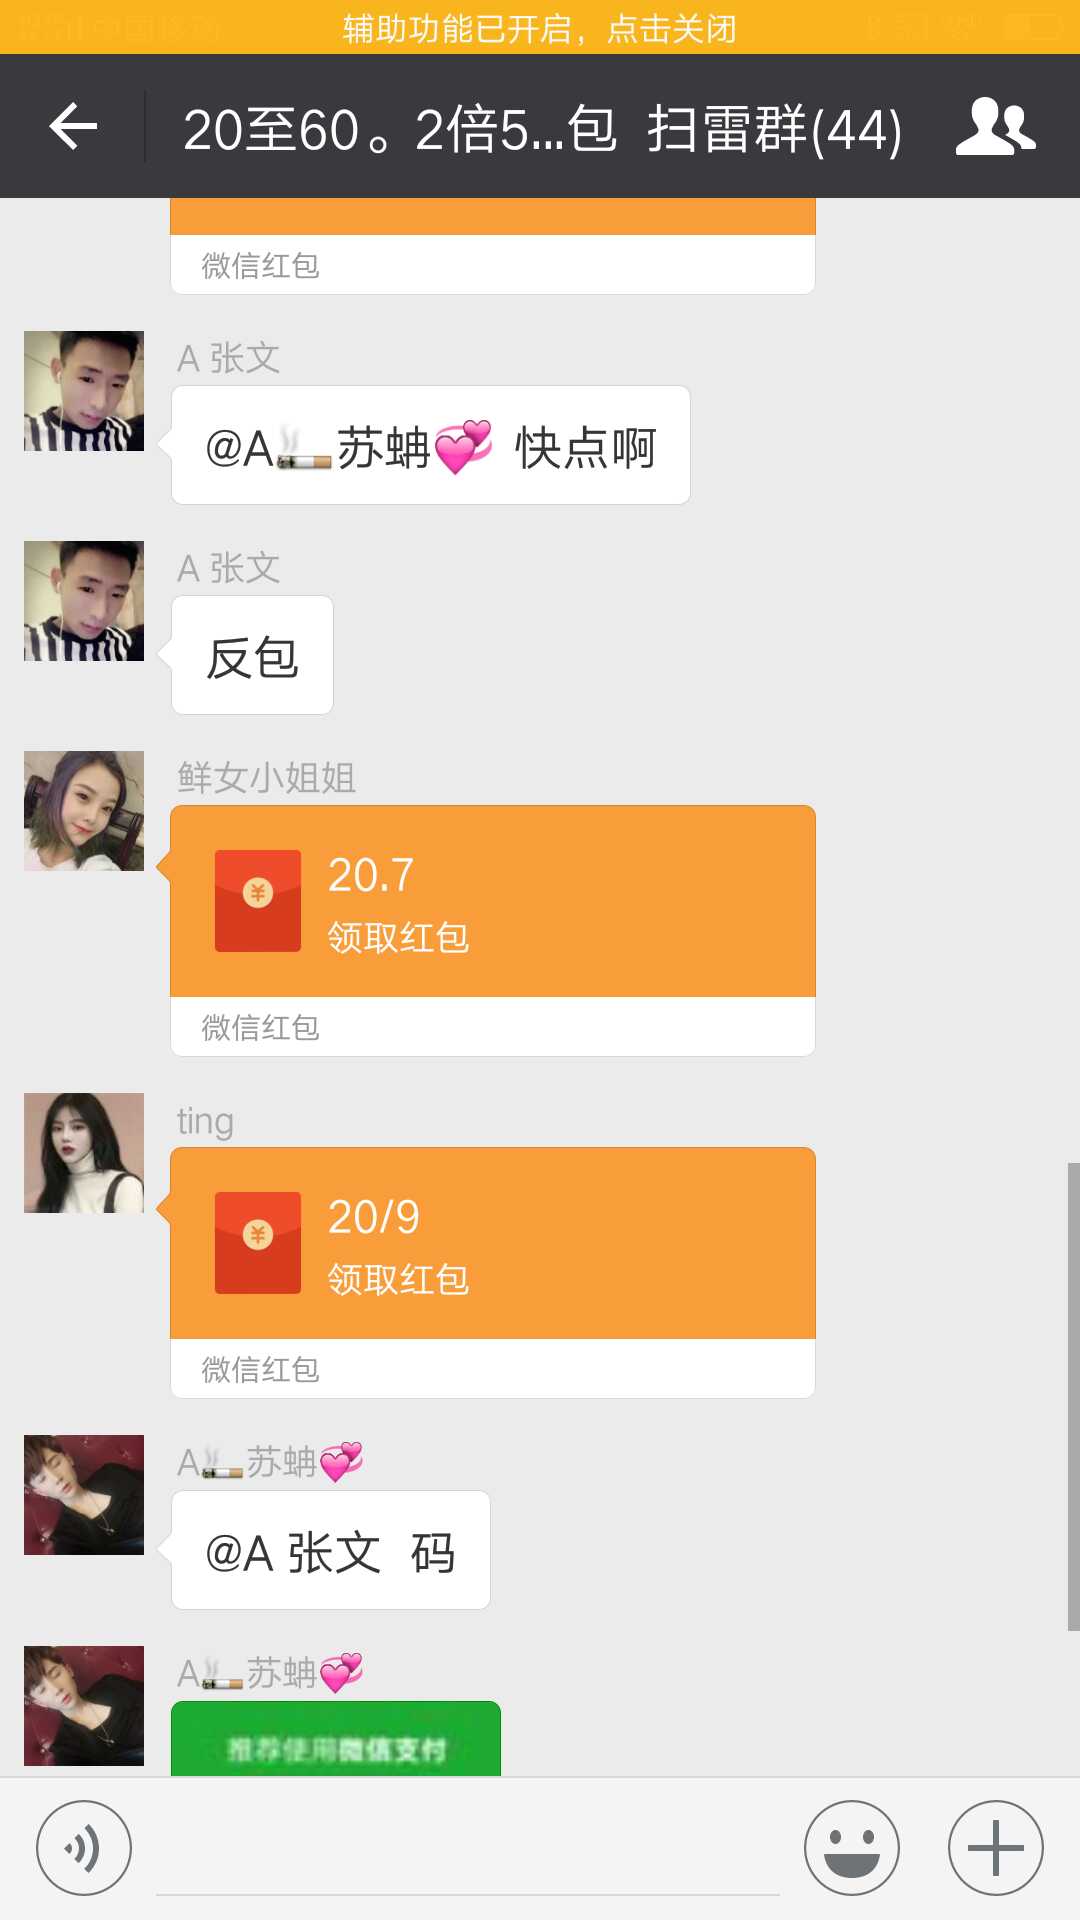 辅助功能已开启，点击关闭
20至60。2倍5...包 扫雷群(44)
微信红包
A 张文
@A🚬苏蚺💞 快点啊
A 张文
反包
鲜女小姐姐
20.7
领取红包
微信红包
ting
20/9
领取红包
微信红包
A🚬苏蚺💞
@A 张文 码
A🚬苏蚺💞
推荐使用微信支付